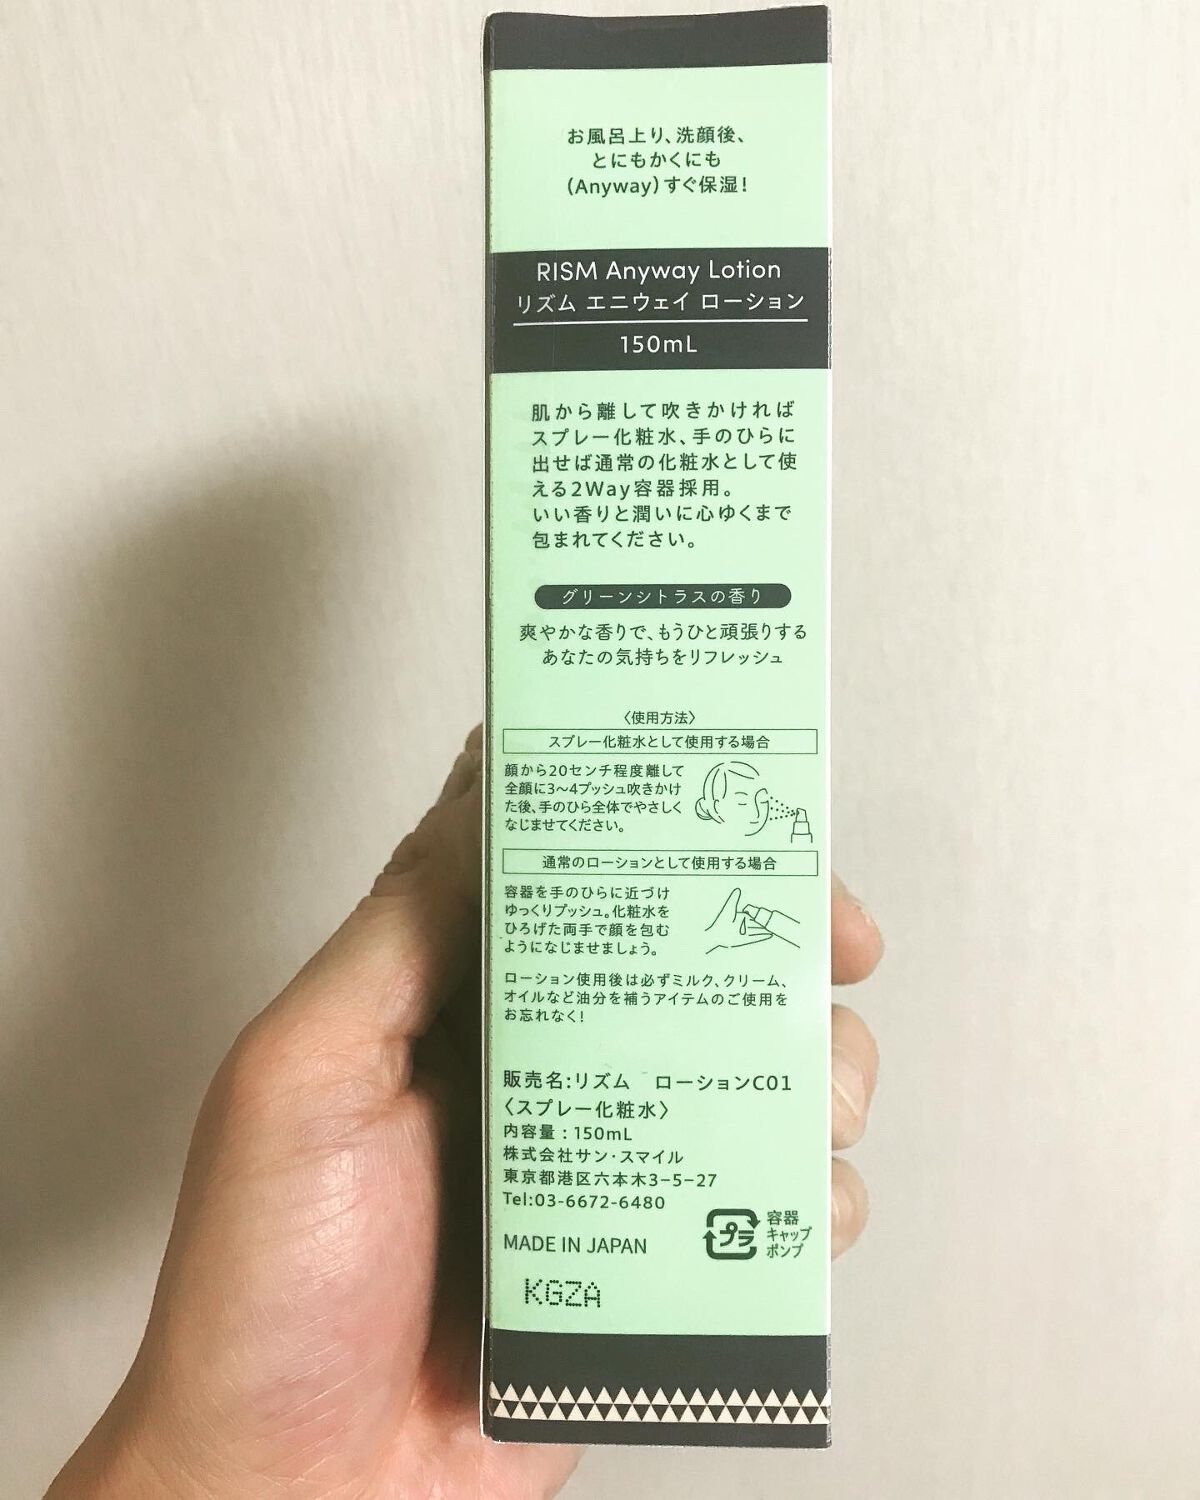 お風呂上り、洗顔後、
とにもかくにも
(Anyway)すぐ保湿!
RISM Anyway Lotion
リズム エニウェイ ローション
150mL
肌から離して吹きかければ
スプレー化粧水、手のひらに
出せば通常の化粧水として使
える2Way容器採用。
いい香りと潤いに心ゆくまで
包まれてください。
グリーンシトラスの香り
爽やかな香りで、もうひと頑張りする
あなたの気持ちをリフレッシュ
〈使用方法〉
スプレー化粧水として使用する場合
顔から20センチ程度離して
全顔に3〜4プッシュ吹きかけ
た後、手のひら全体でやさしく
なじませてください。
通常のローションとして使用する場合
容器を手のひらに近づけ
ゆっくりプッシュ。化粧水を
ひろげた両手で顔を包む
ようになじませましょう。
ローション使用後は必ずミルク、クリーム、
オイルなど油分を補うアイテムのご使用を
お忘れなく!
販売名:リズム　ローションC01
〈スプレー化粧水〉
内容量:150mL
株式会社サン・スマイル
東京都港区六本木3-5-27
Tel:03-6672-6480
MADE IN JAPAN
プラ
容器
キャップ
ポンプ
KGZA